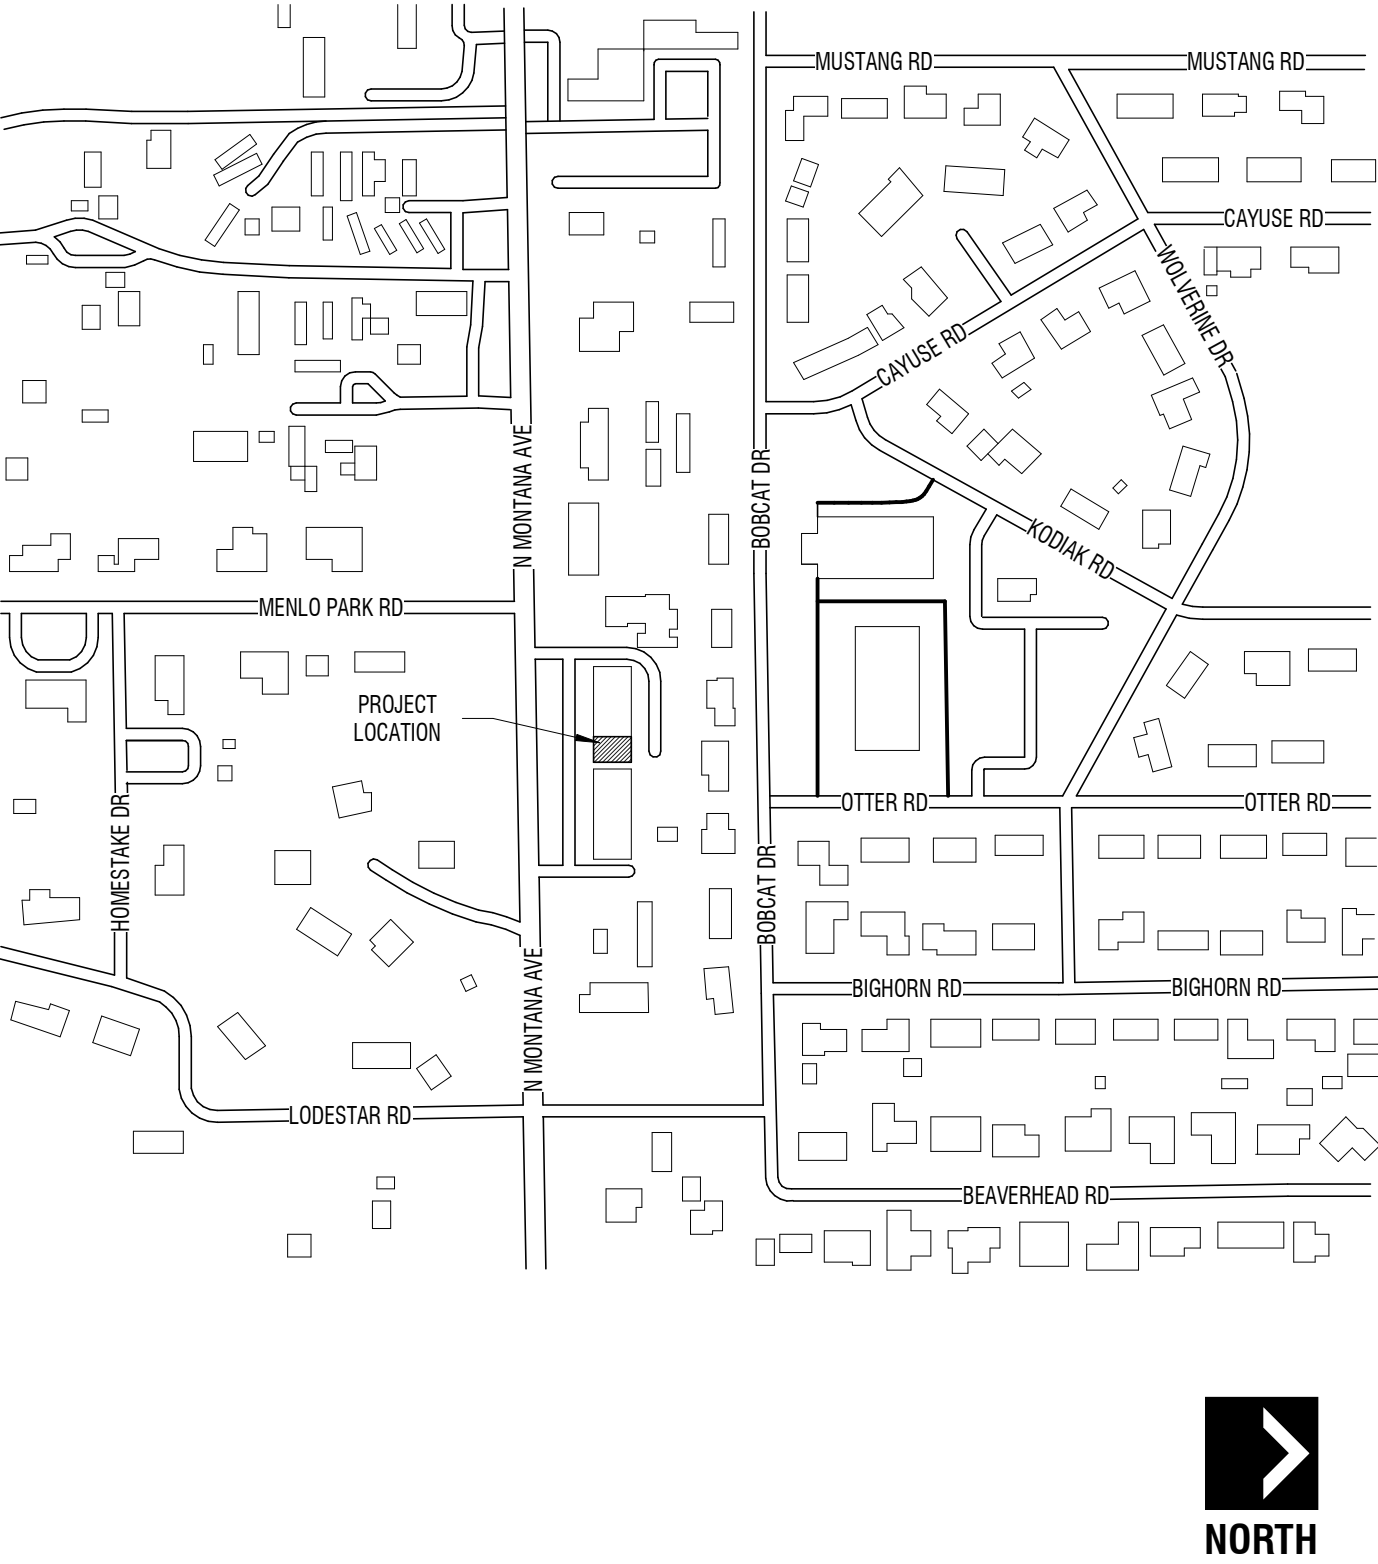 MUSTANG RD
MUSTANG RD
CAYUSE RD
WOLVERINE DR
CAYUSE RD
N MONTANA AVE
BOBCAT DR
KODIAK RD
MENLO PARK RD
PROJECT
LOCATION
OTTER RD
OTTER RD
HOMESTAKE DR
BOBCAT DR
N MONTANA AVE
BIGHORN RD
BIGHORN RD
LODESTAR RD
BEAVERHEAD RD
NORTH